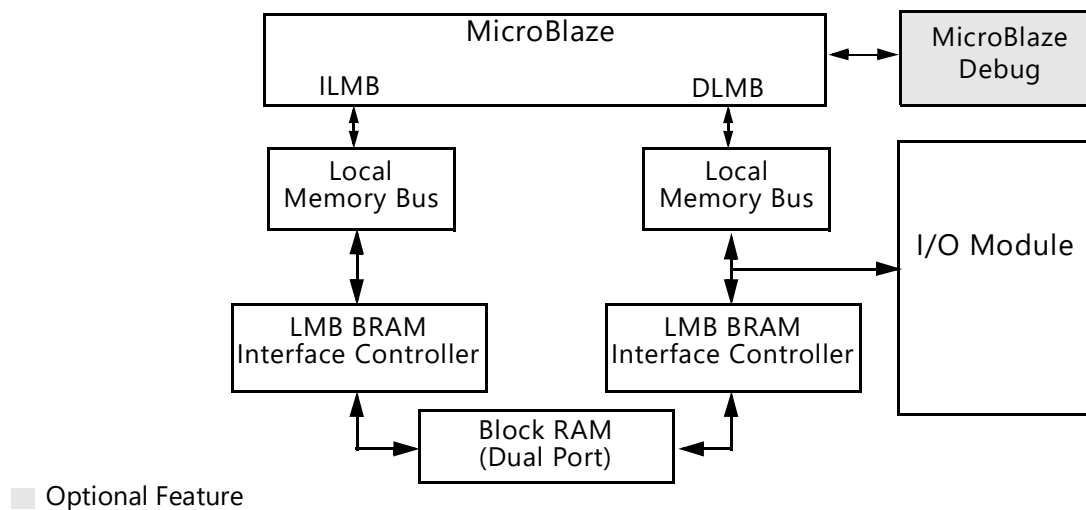 MicroBlaze
MicroBlaze
Debug
ILMB
DLMB
Local
Memory Bus
Local
Memory Bus
I/O Module
LMB BRAM
Interface Controller
LMB BRAM
Interface Controller
Block RAM
(Dual Port)
Optional Feature